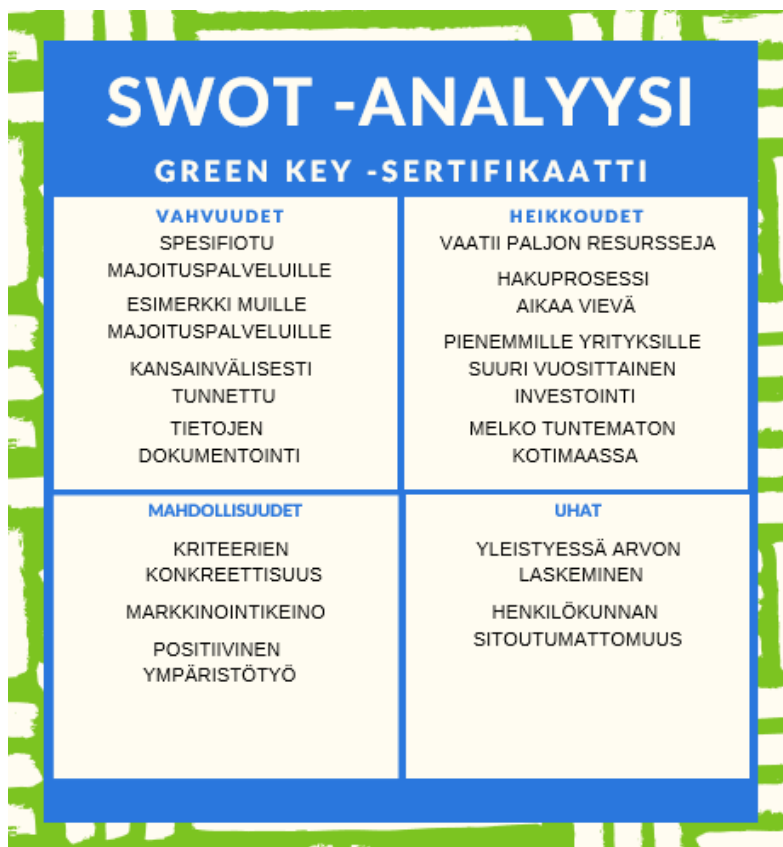 SWOT -ANALYYSI
GREEN KEY -SERTIFIKAATTI
VAHVUUDET
SPESIFIOTU
MAJOITUSPALVELUILLE
ESIMERKKI MUILLE
MAJOITUSPALVELUILLE
KANSAINVÄLISESTI
TUNNETTU
TIETOJEN
DOKUMENTOINTI
HEIKKOUDET
VAATII PALJON RESURSSEJA
HAKUPROSESSI
AIKAA VIEVÄ
PIENEMMILLE YRITYKSILLE
SUURI VUOSITTAINEN
INVESTOINTI
MELKO TUNTEMATON
KOTIMAASSA
MAHDOLLISUUDET
KRITEERIEN
KONKREETTISUUS
MARKKINOINTIKEINO
POSITIIVINEN
YMPÄRISTÖTYÖ
UHAT
YLEISTYESSÄ ARVON
LASKEMINEN
HENKILÖKUNNAN
SITOUTUMATTOMUUS